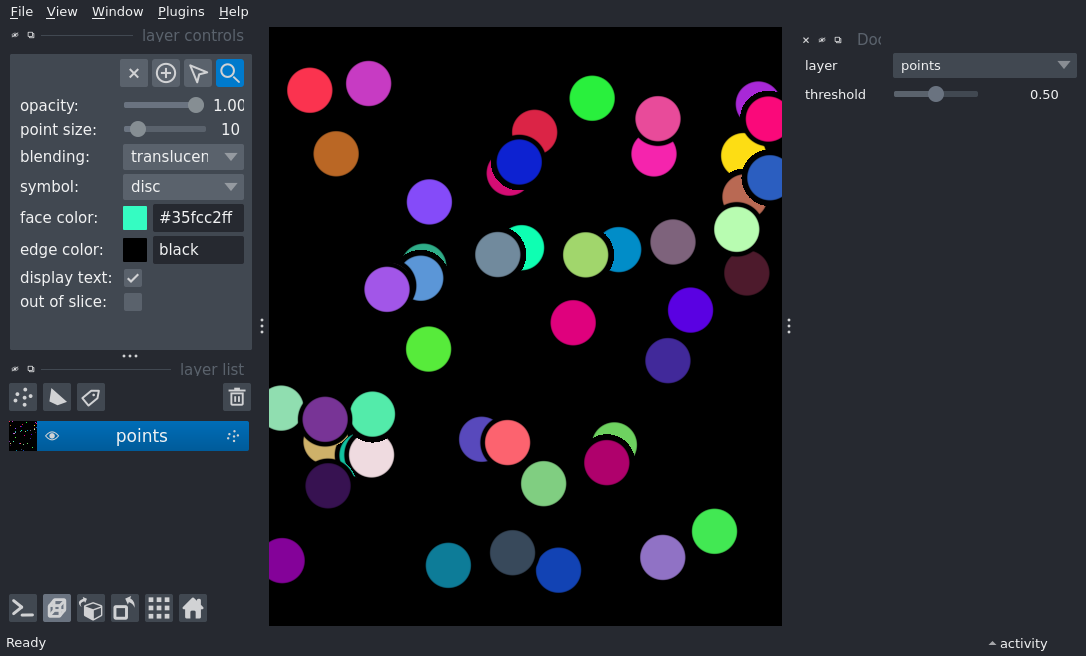 File View Window Plugins Help
layer controls
opacity: 1.00
point size: 10
blending: translucen
symbol: disc
face color: #35fcc2ff
edge color: black
display text:
out of slice:
layer list
points
Ready
Doc
layer points
threshold 0.50
activity